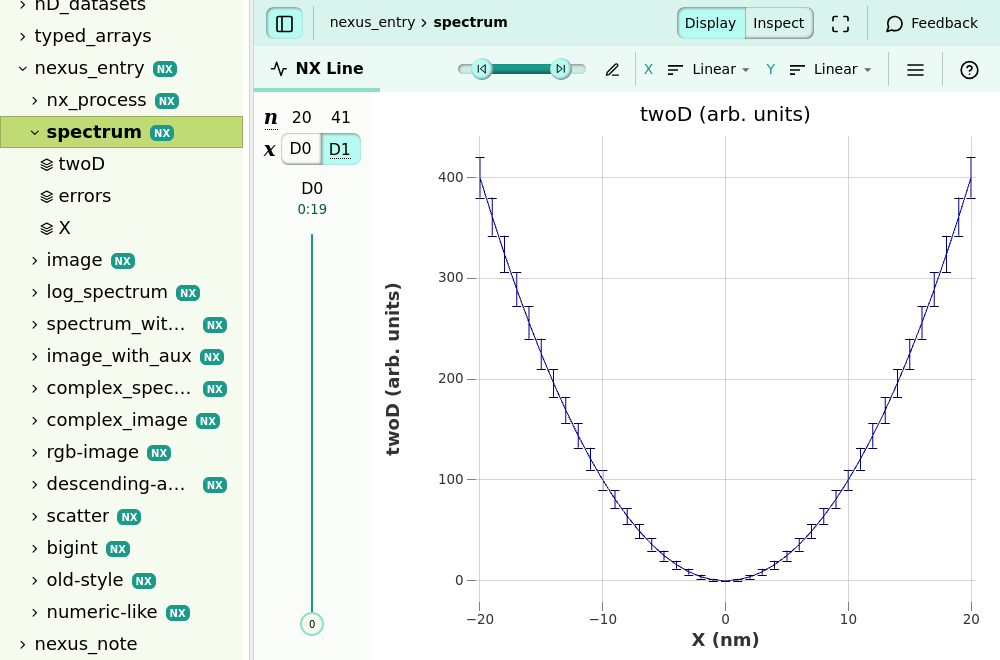 nD_datasets
typed_arrays
nexus_entry NX
nx_process NX
spectrum NX
twoD
errors
X
image NX
log_spectrum NX
spectrum_wit… NX
image_with_aux NX
complex_spec… NX
complex_image NX
rgb-image NX
descending-a… NX
scatter NX
bigint NX
old-style NX
numeric-like NX
nexus_note
nexus_entry › spectrum
Display Inspect
Feedback
NX Line
X Linear
Y Linear
n 20 41
x D0 D1
D0
0:19
0
twoD (arb. units)
twoD (arb. units)
400
300
200
100
0
−20 −10 0 10 20
X (nm)